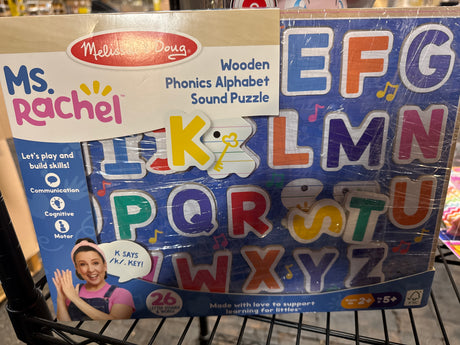 Melissa & Doug
MS.
Rachel
Wooden
Phonics Alphabet
Sound Puzzle
Let's play and
build skills!
Communication
Cognitive
Motor
K SAYS
/k/. KEY!
26
Made with love to support
learning for littles
2+
5+
FSC
E F G
K L M N
P Q R S T U
W X Y Z